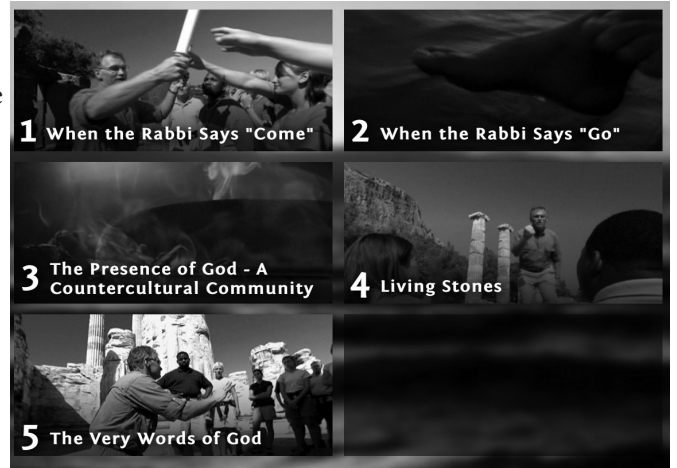 1 When the Rabbi Says "Come"
2 When the Rabbi Says "Go"
3 The Presence of God - A
Countercultural Community
4 Living Stones
5 The Very Words of God